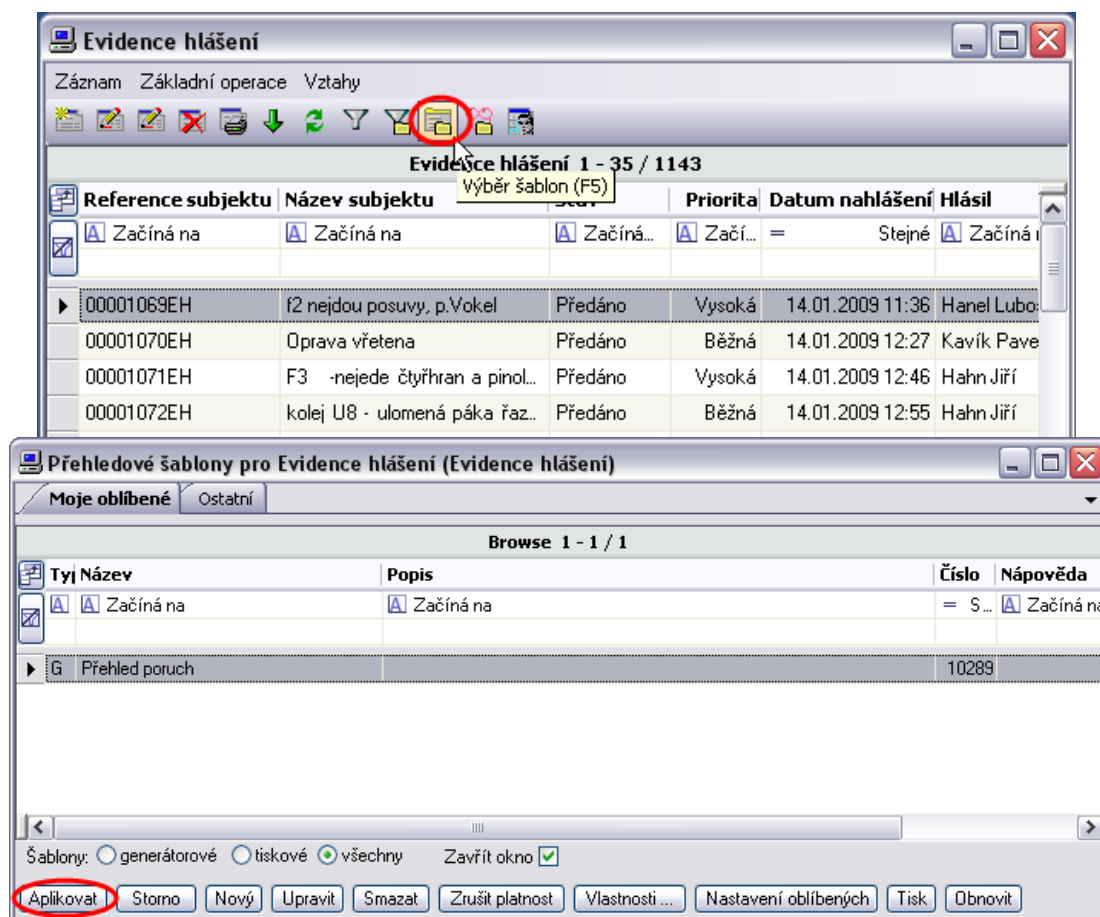 Evidence hlášení
Záznam Základní operace Vztahy
Evidence hlášení 1 - 35 / 1143
Výběr šablon (F5)
Reference subjektu Název subjektu Priorita Datum nahlášení Hlásil
Začíná na Začíná na Začíná... Začí... = Stejné Začíná
00001069EH f2 nejdou posuvy, p.Vokel Předáno Vysoká 14.01.2009 11:36 Hanel Lubo
00001070EH Oprava vřetena Předáno Běžná 14.01.2009 12:27 Kavík Pave
00001071EH F3 -nejede čtyřhran a pinol... Předáno Vysoká 14.01.2009 12:46 Hahn Jiří
00001072EH kolej U8 - ulomená páka řaz... Předáno Běžná 14.01.2009 12:55 Hahn Jiří
Přehledové šablony pro Evidence hlášení (Evidence hlášení)
Moje oblíbené Ostatní
Browse 1 - 1 / 1
Typ Název Popis Číslo Nápověda
Začíná na Začíná na = S... Začíná na
G Přehled poruch 10289
Šablony: generátorové tiskové všechny Zavřít okno
Aplikovat Storno Nový Upravit Smazat Zrušit platnost Vlastnosti ... Nastavení oblíbených Tisk Obnovit